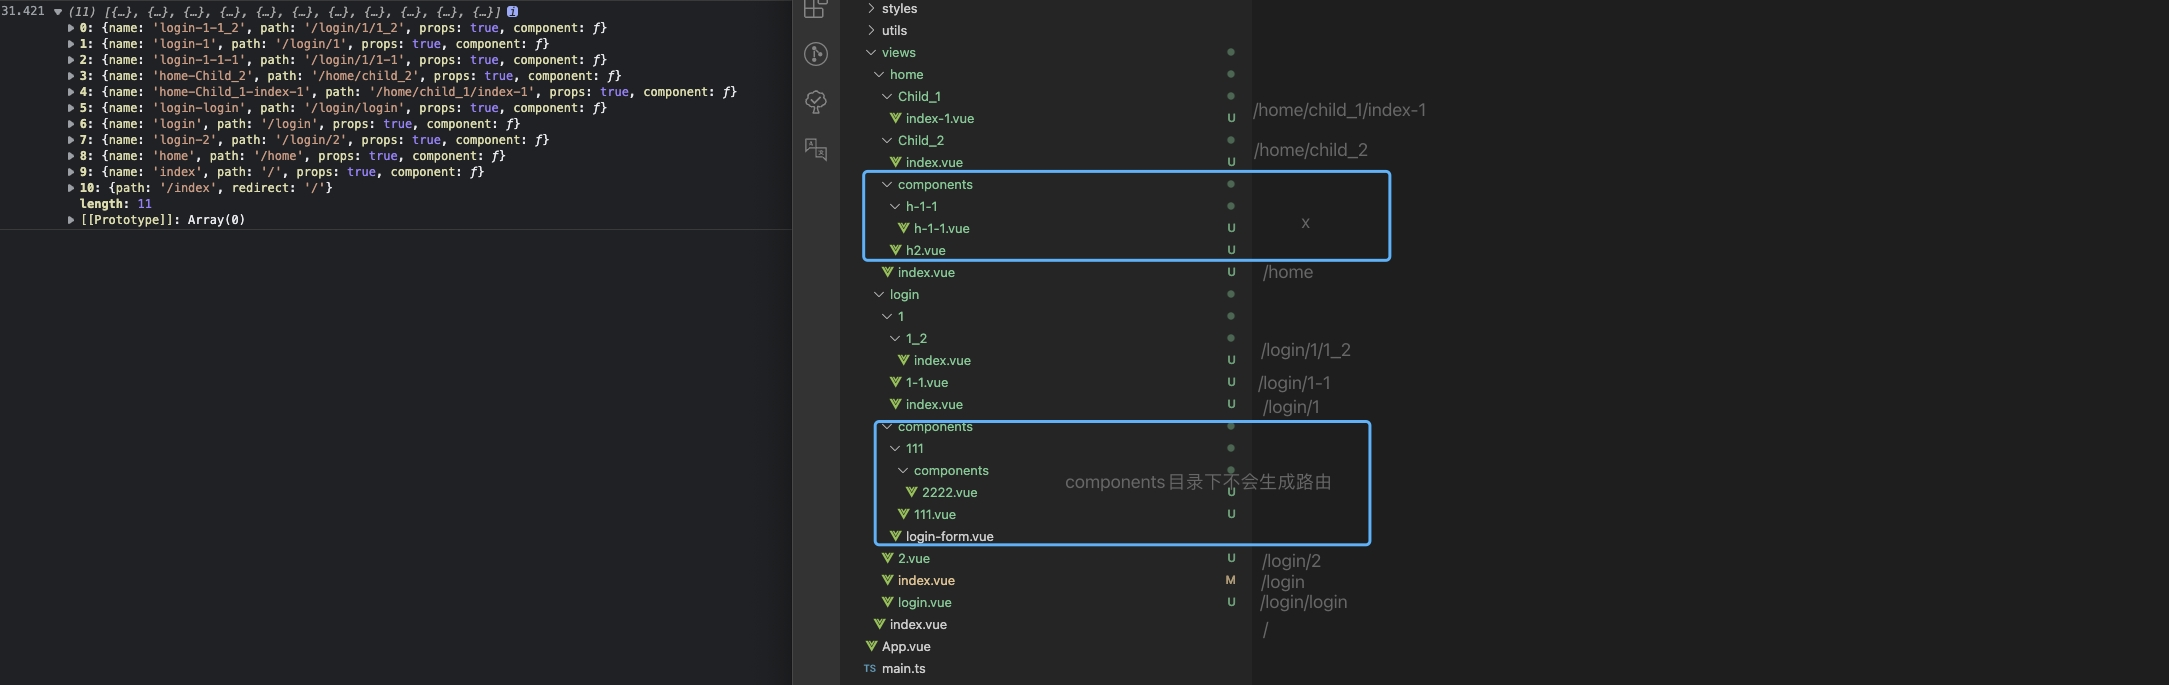 31.421 ▼ (11) [{…}, {…}, {…}, {…}, {…}, {…}, {…}, {…}, {…}, {…}, {…}] i
▶ 0: {name: 'login-1-1_2', path: '/login/1/1_2', props: true, component: ƒ}
▶ 1: {name: 'login-1', path: '/login/1', props: true, component: ƒ}
▶ 2: {name: 'login-1-1-1', path: '/login/1/1-1', props: true, component: ƒ}
▶ 3: {name: 'home-Child_2', path: '/home/child_2', props: true, component: ƒ}
▶ 4: {name: 'home-Child_1-index-1', path: '/home/child_1/index-1', props: true, component: ƒ}
▶ 5: {name: 'login-login', path: '/login/login', props: true, component: ƒ}
▶ 6: {name: 'login', path: '/login', props: true, component: ƒ}
▶ 7: {name: 'login-2', path: '/login/2', props: true, component: ƒ}
▶ 8: {name: 'home', path: '/home', props: true, component: ƒ}
▶ 9: {name: 'index', path: '/', props: true, component: ƒ}
▶ 10: {path: '/index', redirect: '/'}
length: 11
▶ [[Prototype]]: Array(0)
styles
utils
views
home
Child_1
index-1.vue U /home/child_1/index-1
Child_2 /home/child_2
index.vue U
components
h-1-1
h-1-1.vue U x
h2.vue U
index.vue U /home
login
1
1_2 /login/1/1_2
index.vue U
1-1.vue U /login/1-1
index.vue U /login/1
components
111
components components目录下不会生成路由
2222.vue U
111.vue U
login-form.vue
2.vue U /login/2
index.vue M /login
login.vue U /login/login
index.vue /
App.vue
TS main.ts